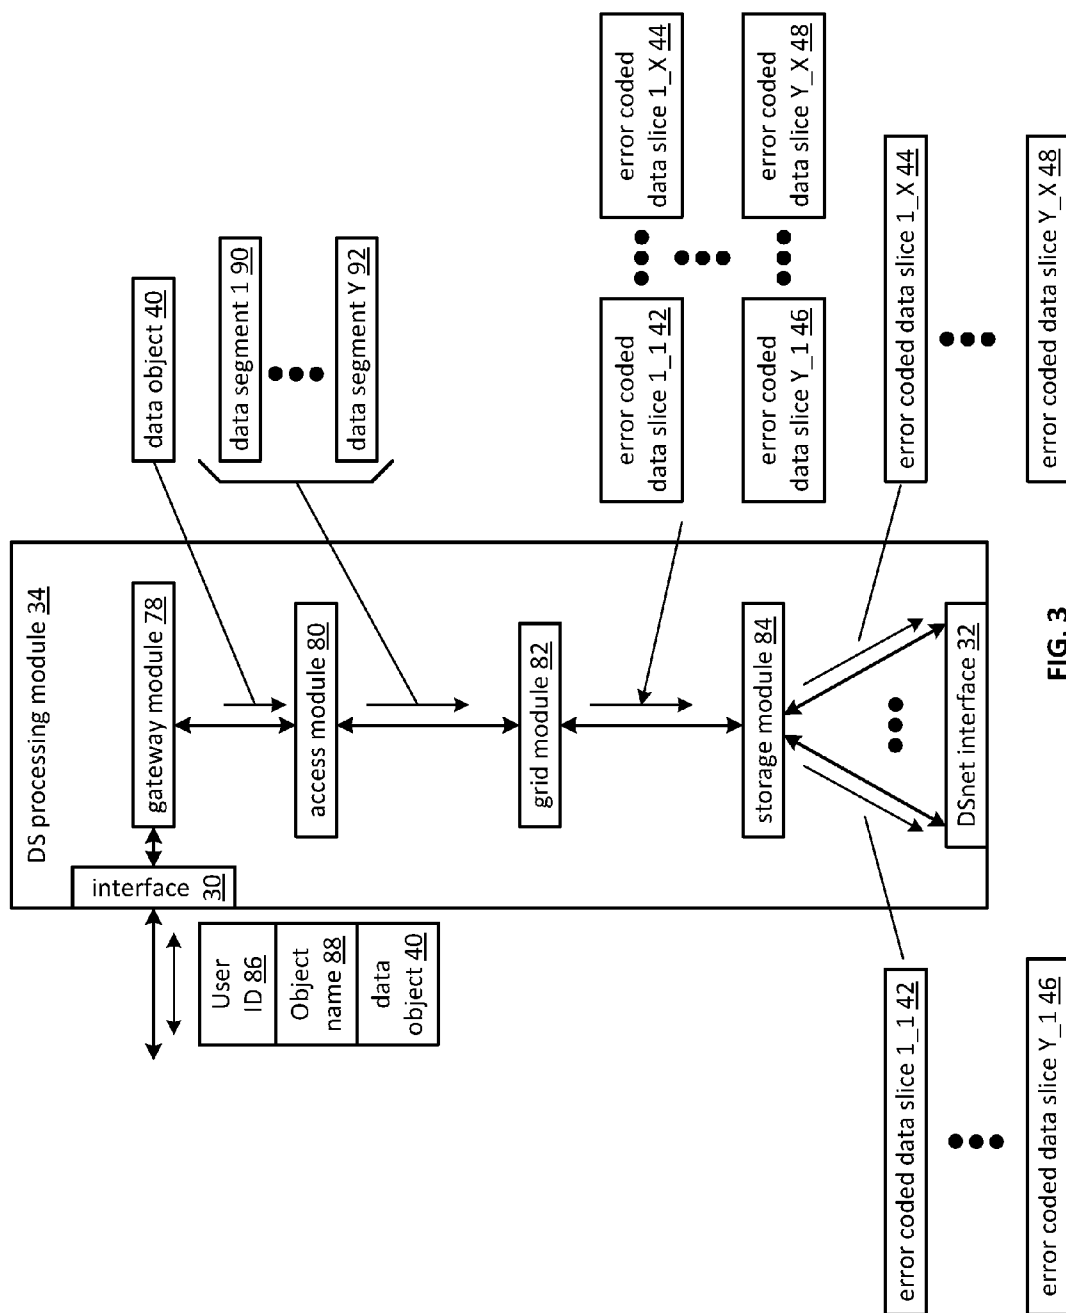 DS processing module 34
interface 30
gateway module 78
data object 40
User
ID 86
Object
name 88
data
object 40
access module 80
data segment 1 90
data segment Y 92
grid module 82
error coded
data slice 1_1 42
error coded
data slice 1_X 44
error coded
data slice Y_1 46
error coded
data slice Y_X 48
storage module 84
error coded data slice 1_1 42
error coded data slice Y_1 46
error coded data slice 1_X 44
error coded data slice Y_X 48
DSnet interface 32
FIG. 3